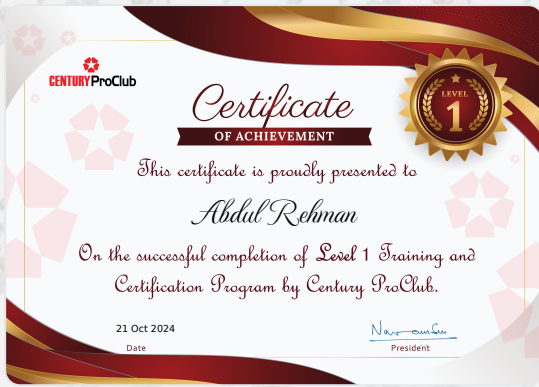 CENTURY ProClub
Certificate
OF ACHIEVEMENT
LEVEL
1
This certificate is proudly presented to
Abdul Rehman
On the successful completion of Level 1 Training and
Certification Program by Century ProClub.
21 Oct 2024
Date
President